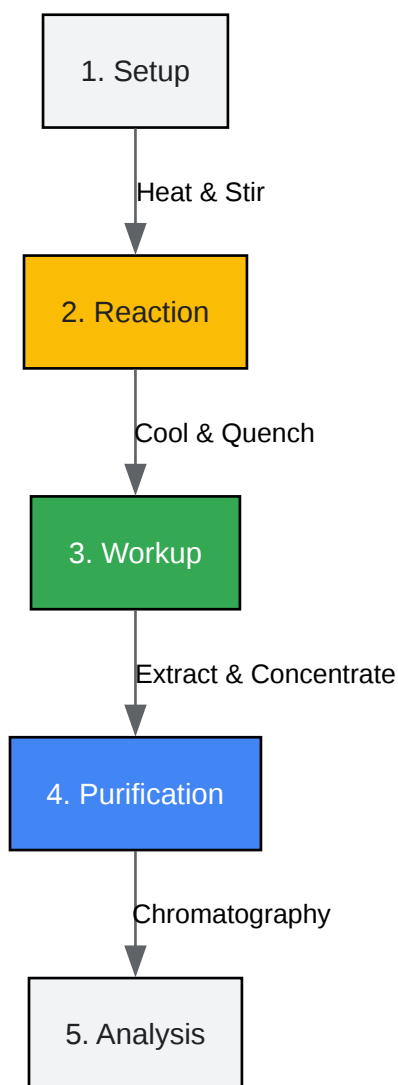 1. Setup
Heat & Stir
2. Reaction
Cool & Quench
3. Workup
Extract & Concentrate
4. Purification
Chromatography
5. Analysis